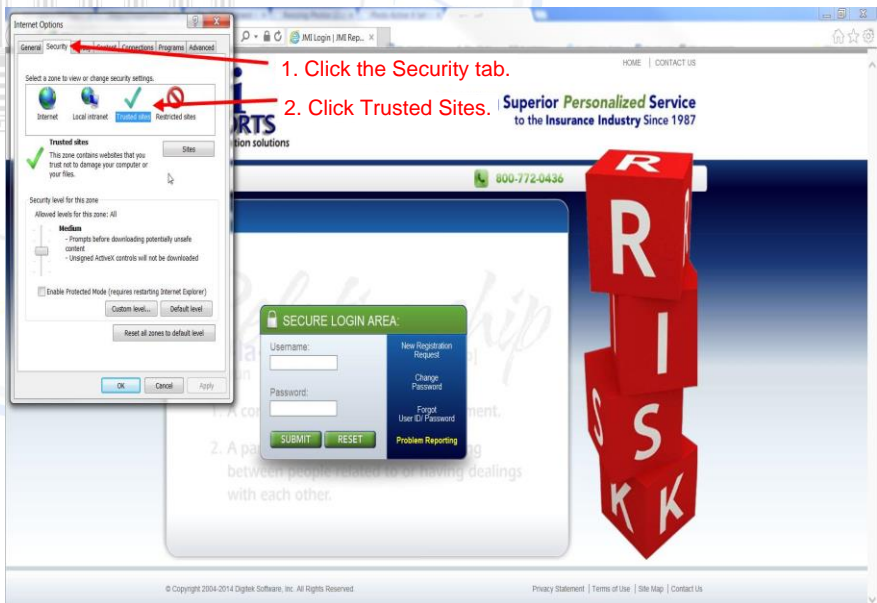 Internet Options
JMI Login | JMI Rep...
General Security Content Connections Programs Advanced
1. Click the Security tab.
HOME | CONTACT US
Select a zone to view or change security settings.
2. Click Trusted Sites.
Internet Local intranet Trusted sites Restricted sites
Superior Personalized Service
to the Insurance Industry Since 1987
RTS
tion solutions
Trusted sites
This zone contains websites that you
trust not to damage your computer or
your files.
Sites
800-772-0436
Security level for this zone
Allowed levels for this zone: All
Medium
- Prompts before downloading potentially unsafe
content
- Unsigned ActiveX controls will not be downloaded
Enable Protected Mode (requires restarting Internet Explorer)
Custom level... Default level
Reset all zones to default level
OK Cancel Apply
Relationship
SECURE LOGIN AREA:
Username:
Password:
SUBMIT RESET
New Registration
Request
Change
Password
Forgot
User ID/ Password
Problem Reporting
1. A con ment.
2. A pa ng
between people related to or having dealings
with each other.
R
R
I
S
S
K
K
© Copyright 2004-2014 Digitek Software, Inc. All Rights Reserved.
Privacy Statement | Terms of Use | Site Map | Contact Us